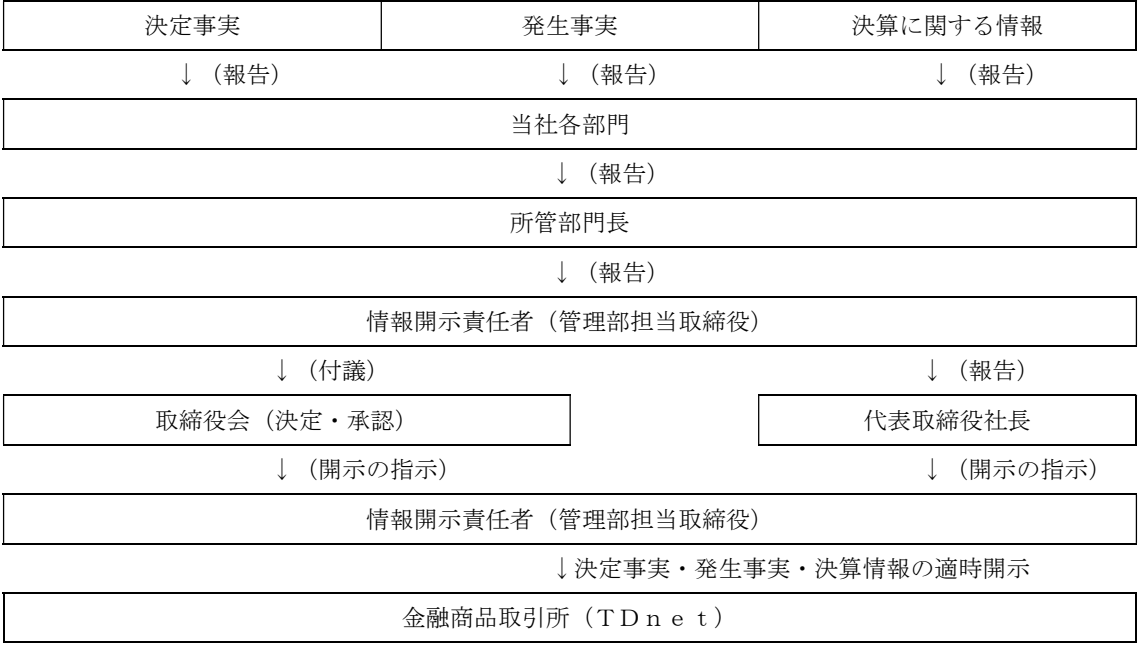 決定事実 発生事実 決算に関する情報
↓（報告） ↓（報告） ↓（報告）
当社各部門
↓（報告）
所管部門長
↓（報告）
情報開示責任者（管理部担当取締役）
↓（付議） ↓（報告）
取締役会（決定・承認） 代表取締役社長
↓（開示の指示） ↓（開示の指示）
情報開示責任者（管理部担当取締役）
↓決定事実・発生事実・決算情報の適時開示
金融商品取引所（ＴＤｎｅｔ）